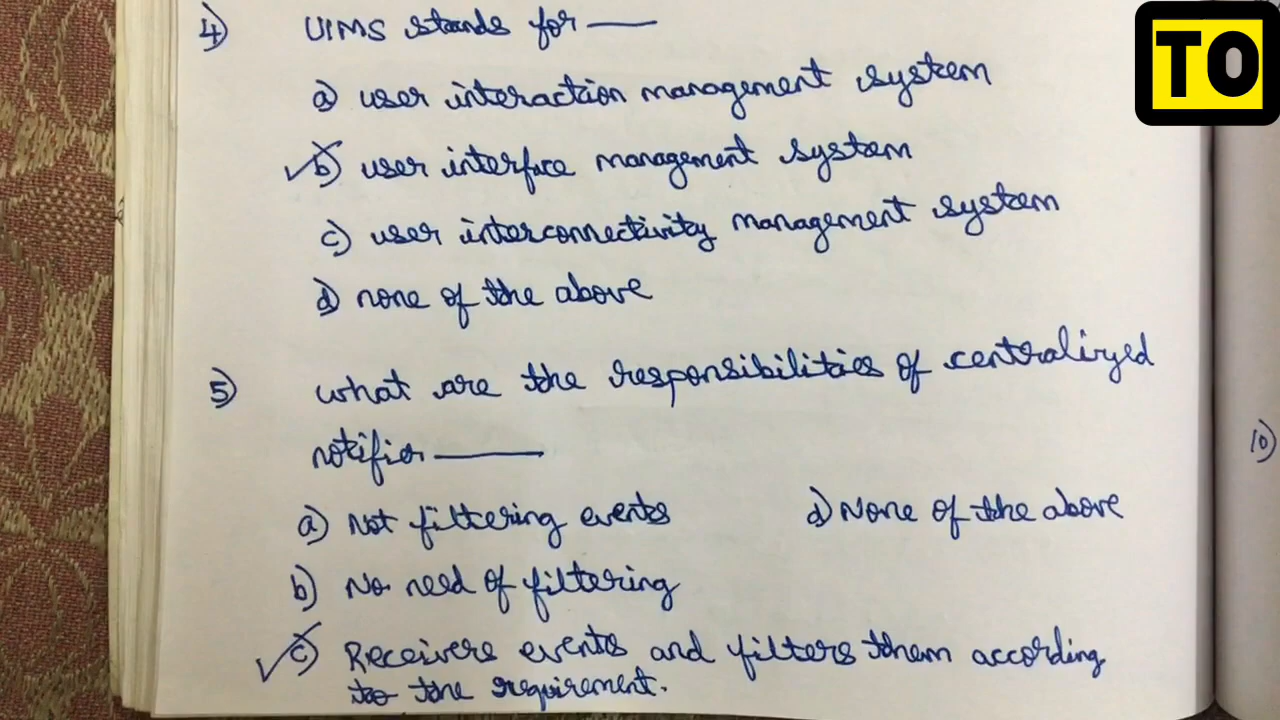 TO
4) UIMS stands for —
a) user interaction management system
b) user interface management system
c) user interconnectivity management system
d) none of the above
5) what are the responsibilities of centralizyed
notifier —
a) Not filtering events d) None of the above
b) No need of filtering
c) Receivers events and filters them according
to the requirement.
10)